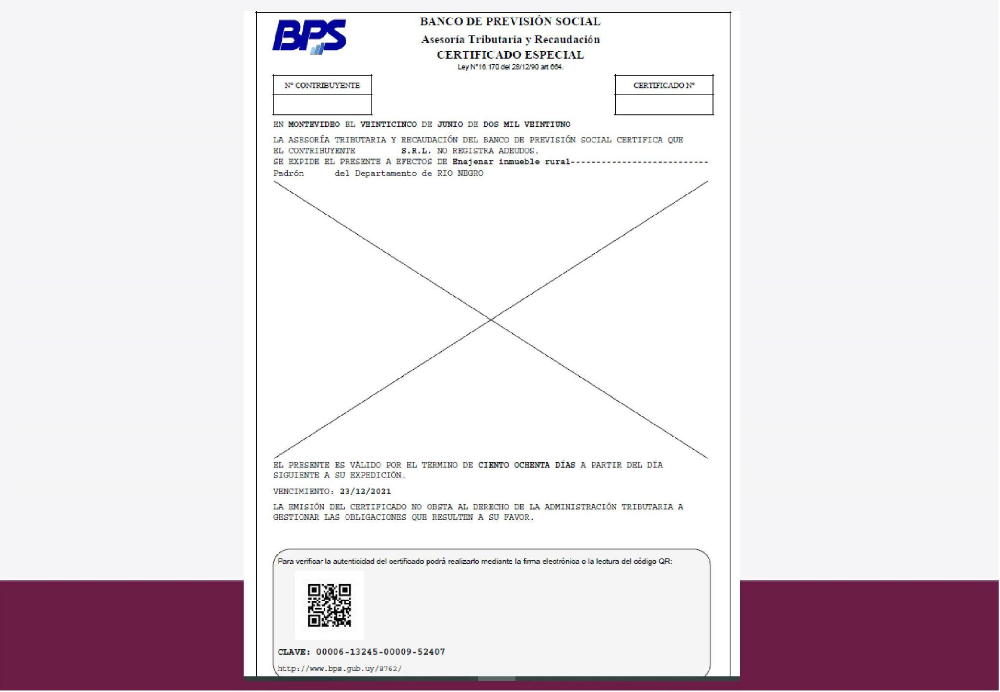 BPS
BANCO DE PREVISIÓN SOCIAL
Asesoría Tributaria y Recaudación
CERTIFICADO ESPECIAL
Ley N°16.170 del 28/12/90 art 664.
N° CONTRIBUYENTE
CERTIFICADO N°
EN MONTEVIDEO EL VEINTICINCO DE JUNIO DE DOS MIL VEINTIUNO
LA ASESORÍA TRIBUTARIA Y RECAUDACIÓN DEL BANCO DE PREVISIÓN SOCIAL CERTIFICA QUE
EL CONTRIBUYENTE S.R.L. NO REGISTRA ADEUDOS.
SE EXPIDE EL PRESENTE A EFECTOS DE Enajenar inmueble rural---------------------------
Padrón del Departamento de RIO NEGRO
EL PRESENTE ES VÁLIDO POR EL TÉRMINO DE CIENTO OCHENTA DÍAS A PARTIR DEL DÍA
SIGUIENTE A SU EXPEDICIÓN.
VENCIMIENTO: 23/12/2021
LA EMISIÓN DEL CERTIFICADO NO OBSTA AL DERECHO DE LA ADMINISTRACIÓN TRIBUTARIA A
GESTIONAR LAS OBLIGACIONES QUE RESULTEN A SU FAVOR.
Para verificar la autenticidad del certificado podrá realizarlo mediante la firma electrónica o la lectura del código QR:
CLAVE: 00006-13245-00009-52407
http://www.bps.gub.uy/8762/